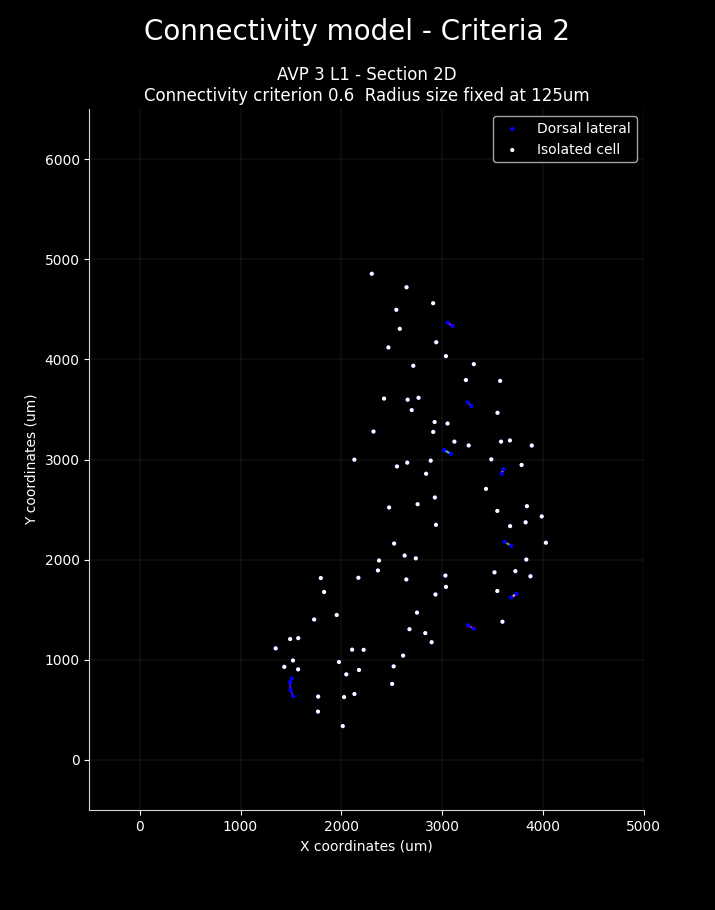 Connectivity model - Criteria 2
AVP 3 L1 - Section 2D
Connectivity criterion 0.6  Radius size fixed at 125um
Dorsal lateral
Isolated cell
6000
5000
4000
3000
2000
1000
0
Y coordinates (um)
0 1000 2000 3000 4000 5000
X coordinates (um)